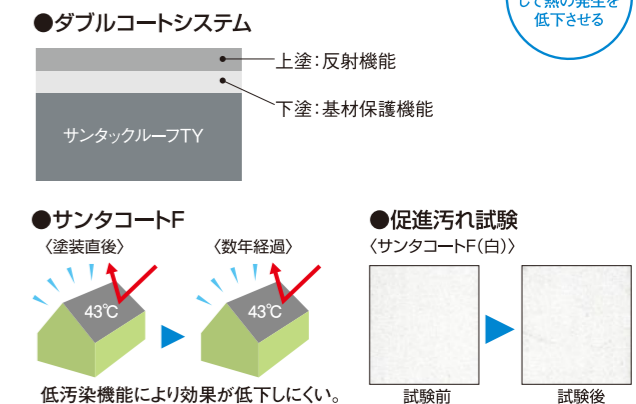 して熱の発生を
低下させる
●ダブルコートシステム
上塗：反射機能
下塗：基材保護機能
サンタックルーフTY
●サンタコートF
〈塗装直後〉
〈数年経過〉
43℃
43℃
低汚染機能により効果が低下しにくい。
●促進汚れ試験
〈サンタコートF（白）〉
試験前
試験後